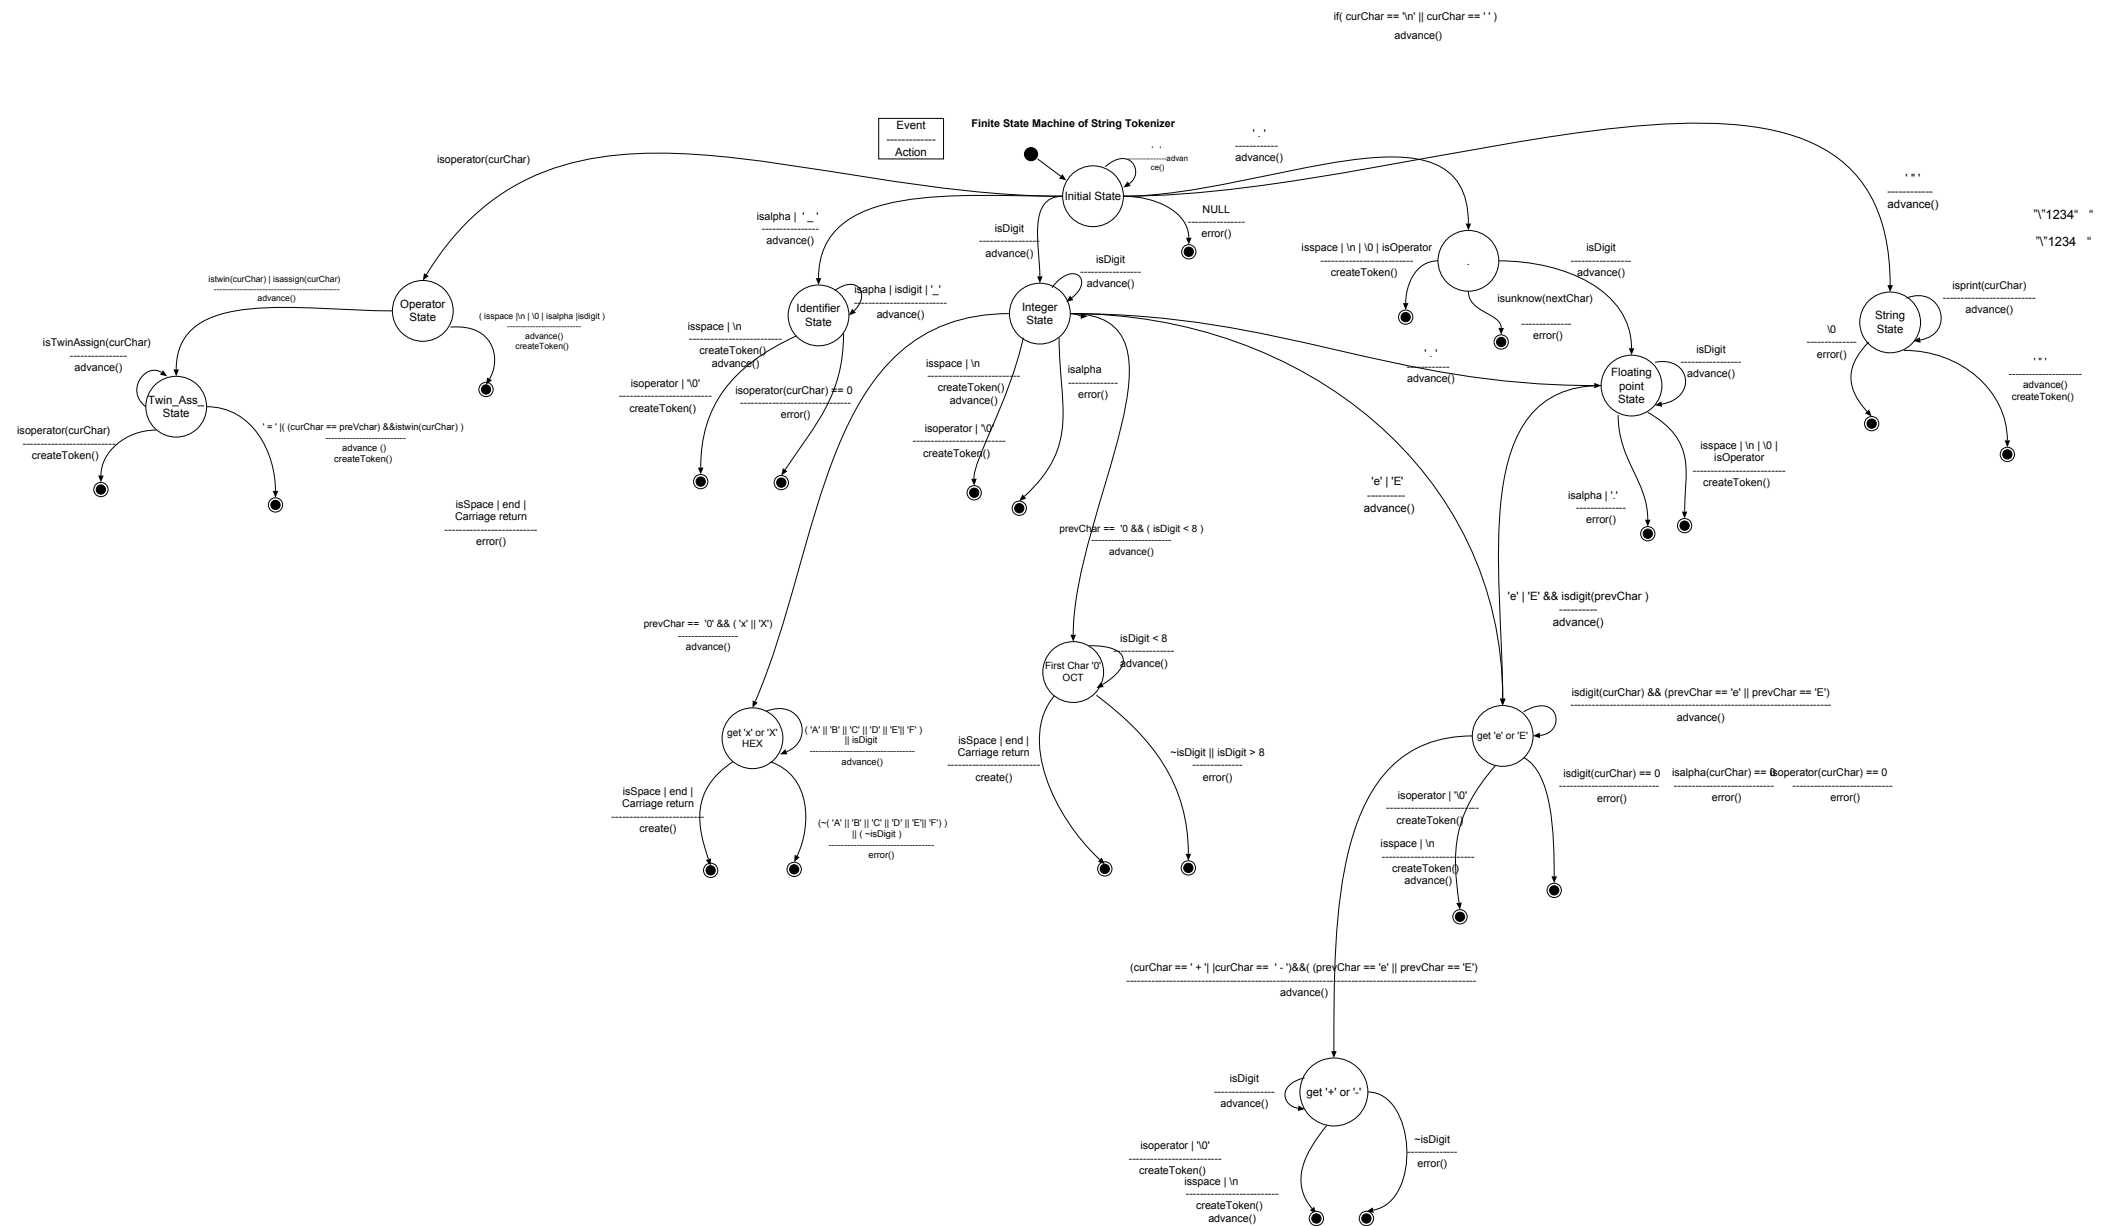 if( curChar == '\n' || curChar == ' ' )
advance()
Event
-------------
Action
Finite State Machine of String Tokenizer
' '
---------------advan
ce()
Initial State
isoperator(curChar)
' . '
------------
advance()
' " '
-------------
advance()
"\"1234“ “
"\"1234 “
isalpha | ' _ '
-----------------
advance()
isDigit
------------------
advance()
NULL
-----------------
error()
isspace | \n | \0 | isOperator
---------------------------
createToken()
.
isDigit
------------------
advance()
isunknow(nextChar)
---------------
error()
istwin(curChar) | isassign(curChar)
------------------------------------------
advance()
Operator
State
( isspace |\n | \0 | isalpha |isdigit )
-------------------------
advance()
createToken()
Identifier
State
isapha | isdigit | '_'
---------------------------
advance()
Integer
State
isDigit
------------------
advance()
String
State
isprint(curChar)
---------------------------
advance()
\0
---------------
error()
' " '
-------------------------
advance()
createToken()
isTwinAssign(curChar)
-----------------
advance()
Twin_Ass_
State
isoperator(curChar)
---------------------------
createToken()
' = ' |( (curChar == preVchar) &&istwin(curChar) )
-------------------------
advance ()
createToken()
isSpace | end |
Carriage return
---------------------------
error()
isspace | \n
---------------------------
createToken()
advance()
isoperator | '\0'
---------------------------
createToken()
isoperator(curChar) == 0
---------------------------------
error()
isspace | \n
---------------------------
createToken()
advance()
isoperator | '\0'
---------------------------
createToken()
isalpha
---------------
error()
' . '
------------
advance()
Floating
point
State
isDigit
------------------
advance()
isalpha | '.'
---------------
error()
isspace | \n | \0 |
isOperator
---------------------------
createToken()
'e' | 'E'
-----------
advance()
prevChar == '0 && ( isDigit < 8 )
-------------------------
advance()
'e' | 'E' && isdigit(prevChar )
-----------
advance()
prevChar == '0' && ( 'x' || 'X')
------------------
advance()
First Char '0'
OCT
isDigit < 8
------------------
advance()
get 'x' or 'X'
HEX
( 'A' || 'B' || 'C' || 'D' || 'E'|| 'F' )
|| isDigit
---------------------------------
advance()
isSpace | end |
Carriage return
---------------------------
create()
(~( 'A' || 'B' || 'C' || 'D' || 'E'|| 'F') )
|| ( ~isDigit )
---------------------------------
error()
isSpace | end |
Carriage return
---------------------------
create()
~isDigit || isDigit > 8
---------------
error()
get 'e' or 'E'
isdigit(curChar) && (prevChar == 'e' || prevChar == 'E')
---------------------------------------------------------------------------
advance()
isdigit(curChar) == 0
-----------------------------
error()
isalpha(curChar) == 0
-----------------------------
error()
isoperator(curChar) == 0
-----------------------------
error()
isoperator | '\0'
---------------------------
createToken()
isspace | \n
---------------------------
createToken()
advance()
(curChar == ' + '| |curChar == ' - ')&&( (prevChar == 'e' || prevChar == 'E')
----------------------------------------------------------------------------------------------------
advance()
get '+' or '-'
isDigit
------------------
advance()
isoperator | '\0'
---------------------------
createToken()
isspace | \n
---------------------------
createToken()
advance()
~isDigit
---------------
error()